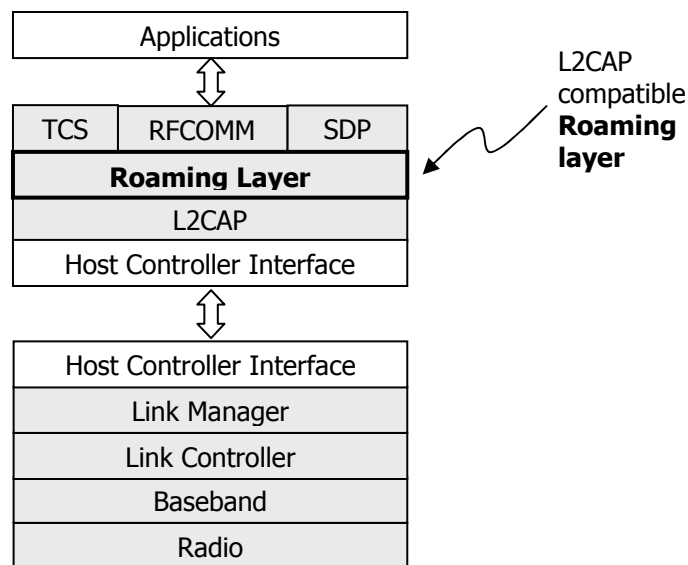 Applications
L2CAP
compatible
Roaming
layer
TCS RFCOMM SDP
Roaming Layer
L2CAP
Host Controller Interface
Host Controller Interface
Link Manager
Link Controller
Baseband
Radio